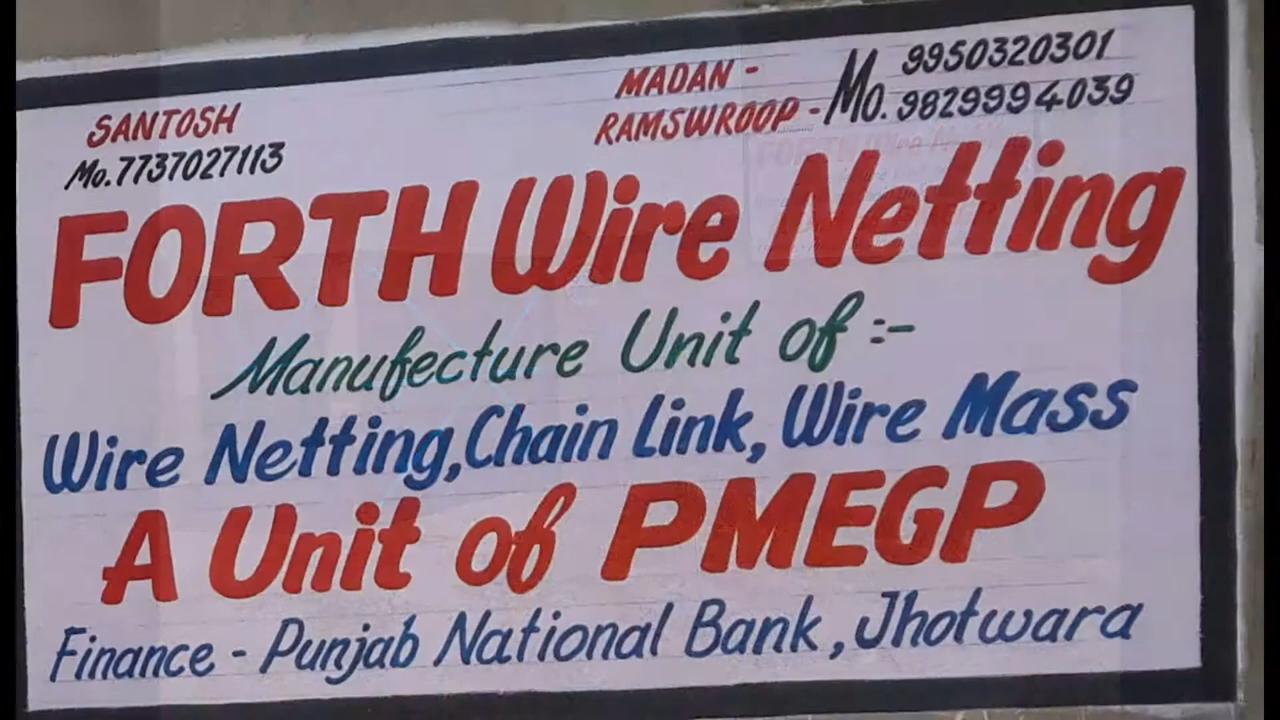 SANTOSH
Mo.7737027113
MADAN -
RAMSWROOP - Mo. 9950320301
9829994039
FORTH Wire Netting
Manufecture Unit of :-
Wire Netting, Chain Link, Wire Mass
A Unit of PMEGP
Finance - Punjab National Bank, Jhotwara